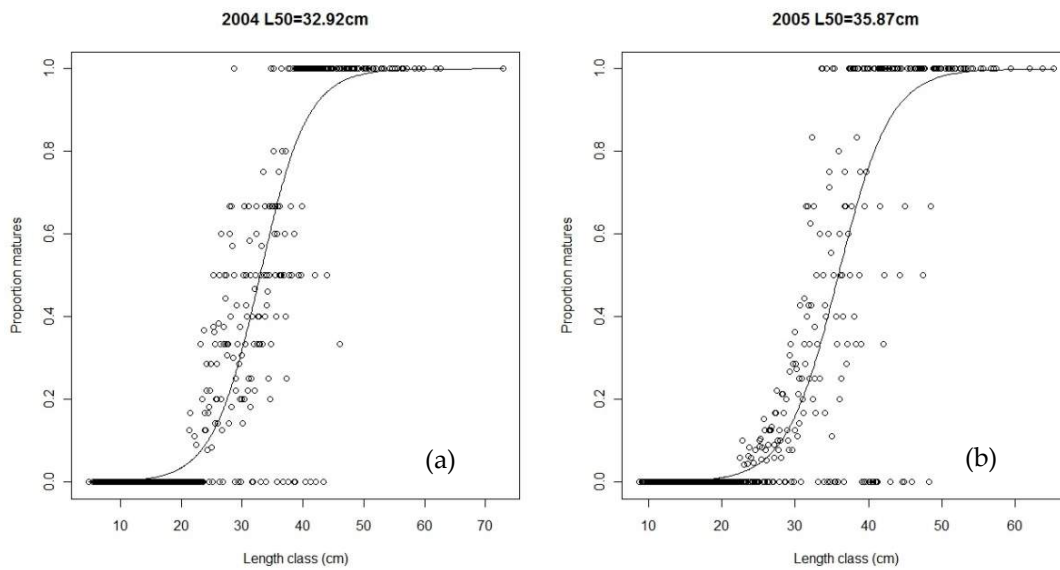 2004 L50=32.92cm
1.0
0.8
0.6
0.4
0.2
0.0
Proportion matures
10 20 30 40 50 60 70
Length class (cm)
(a)
2005 L50=35.87cm
1.0
0.8
0.6
0.4
0.2
0.0
Proportion matures
10 20 30 40 50 60
Length class (cm)
(b)